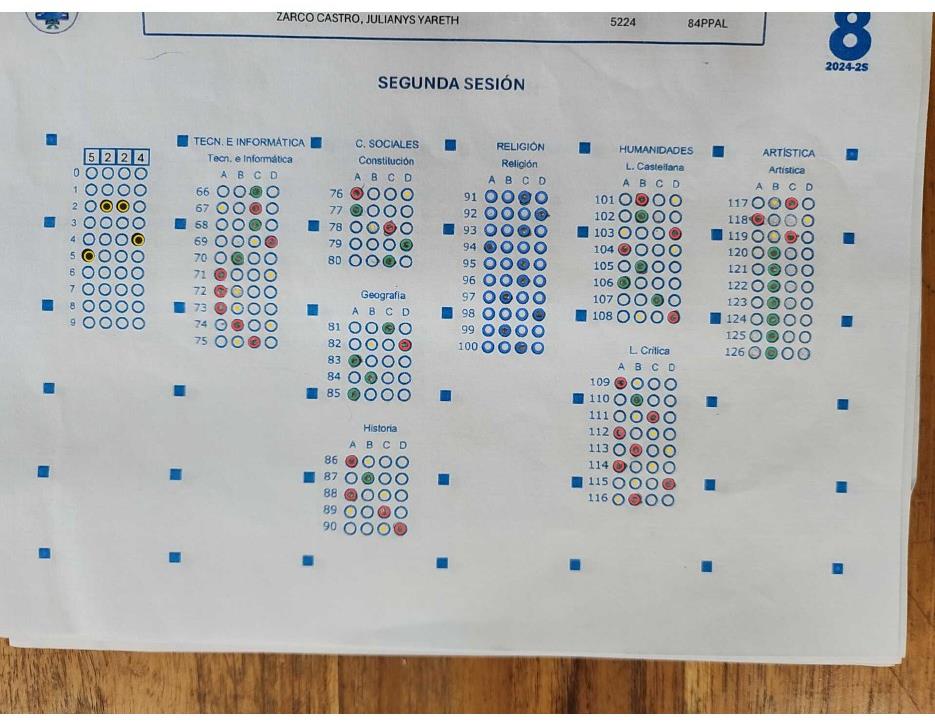 ZARCO CASTRO, JULIANYS YARETH 5224 84PPAL
8
2024-2S
SEGUNDA SESIÓN
5 2 2 4
0
1
2
3
4
5
6
7
8
9
TECN. E INFORMÁTICA
Tecn. e Informática
A B C D
66
67
68
69
70
71
72
73
74
75
C. SOCIALES
Constitución
A B C D
76
77
78
79
80
Geografia
A B C D
81
82
83
84
85
Historia
A B C D
86
87
88
89
90
RELIGIÓN
Religión
A B C D
91
92
93
94
95
96
97
98
99
100
HUMANIDADES
L. Castellana
A B C D
101
102
103
104
105
106
107
108
L. Crítica
A B C D
109
110
111
112
113
114
115
116
ARTÍSTICA
Artística
A B C D
117
118
119
120
121
122
123
124
125
126